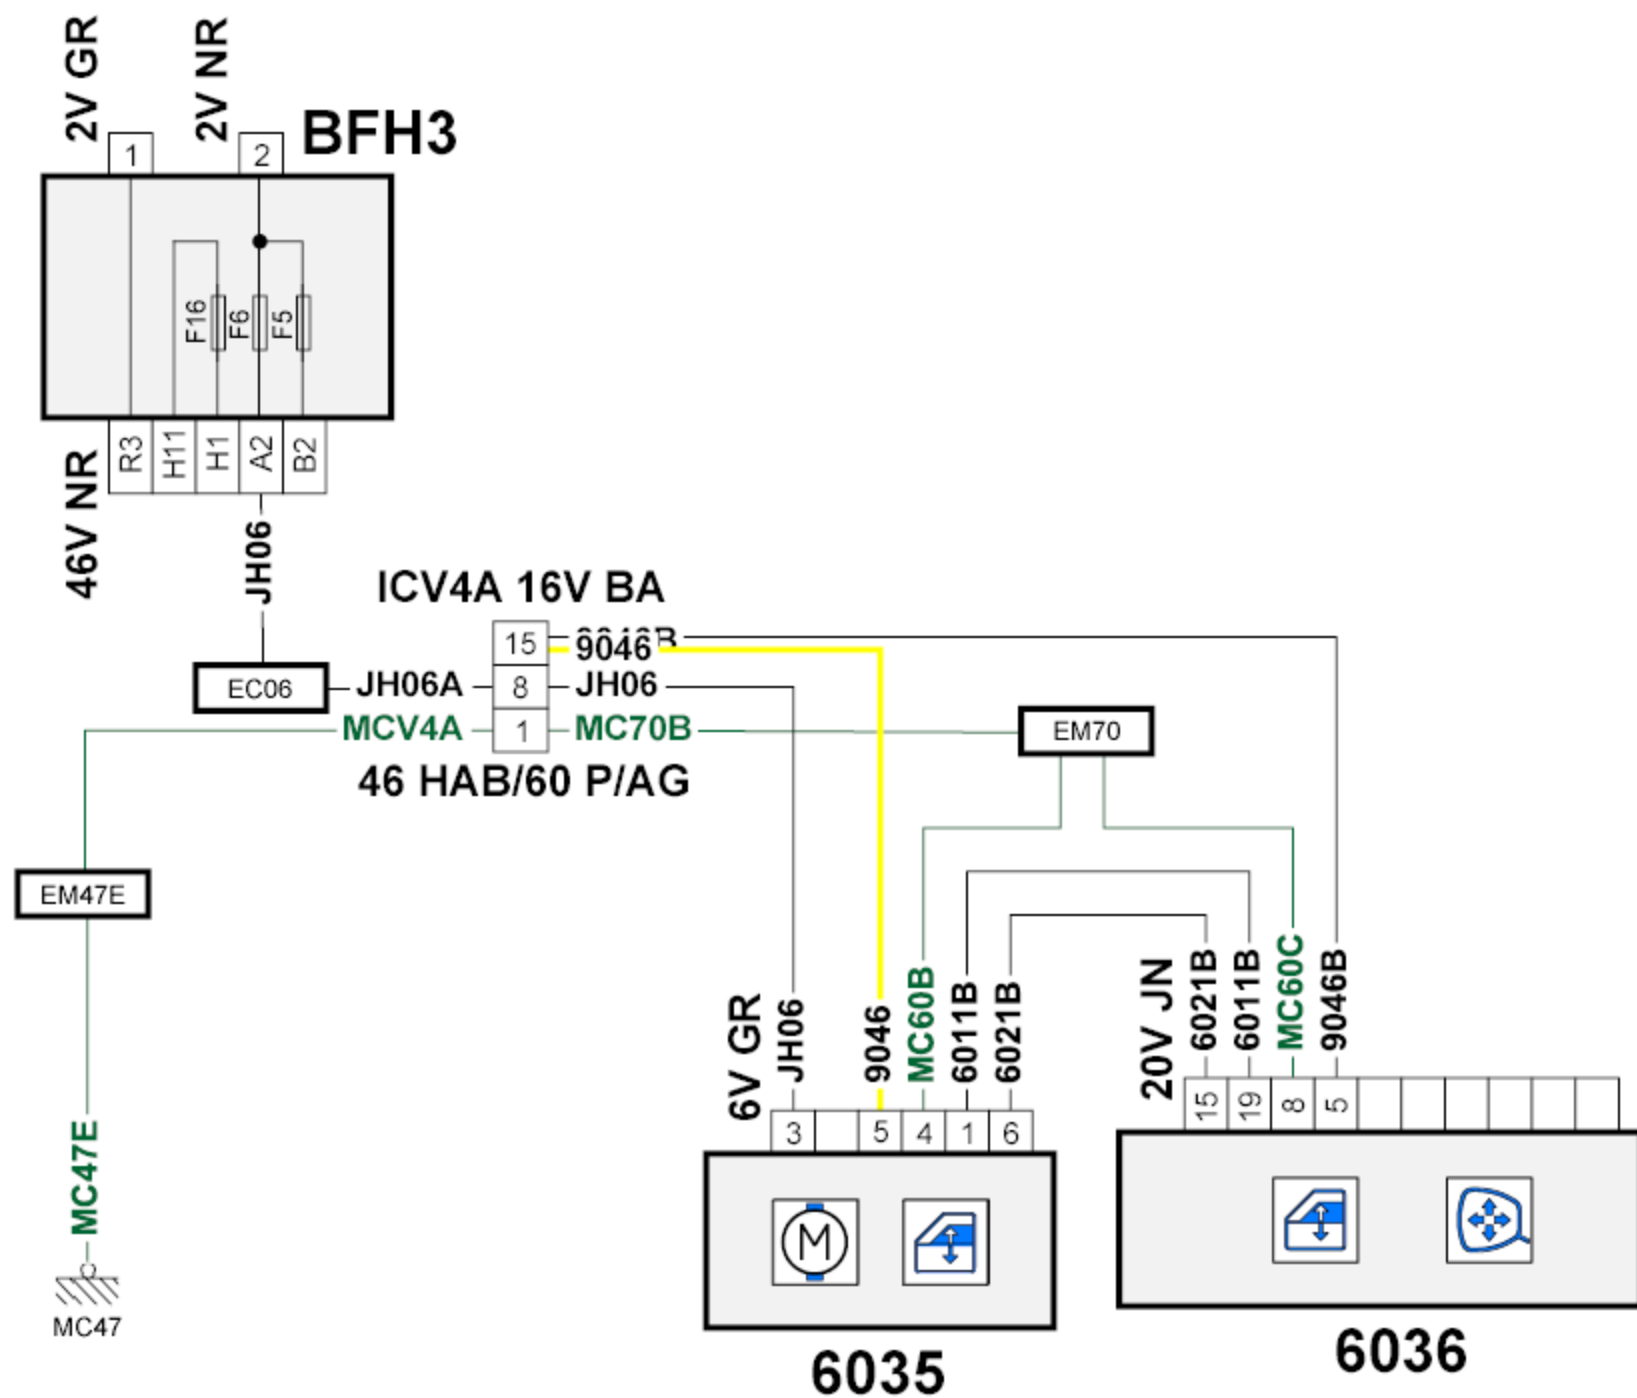 2V GR
2V NR
BFH3
1
2
F16
F6
F5
R3
H11
H1
A2
B2
46V NR
JH06
ICV4A 16V BA
15
9046
EC06
JH06A
8
JH06
MCV4A
1
MC70B
EM70
46 HAB/60 P/AG
EM47E
MC47E
MC47
6V GR
JH06
9046
MC60B
6011B
6021B
3
5
4
1
6
M
6035
20V JN
6021B
6011B
MC60C
9046B
15
19
8
5
6036